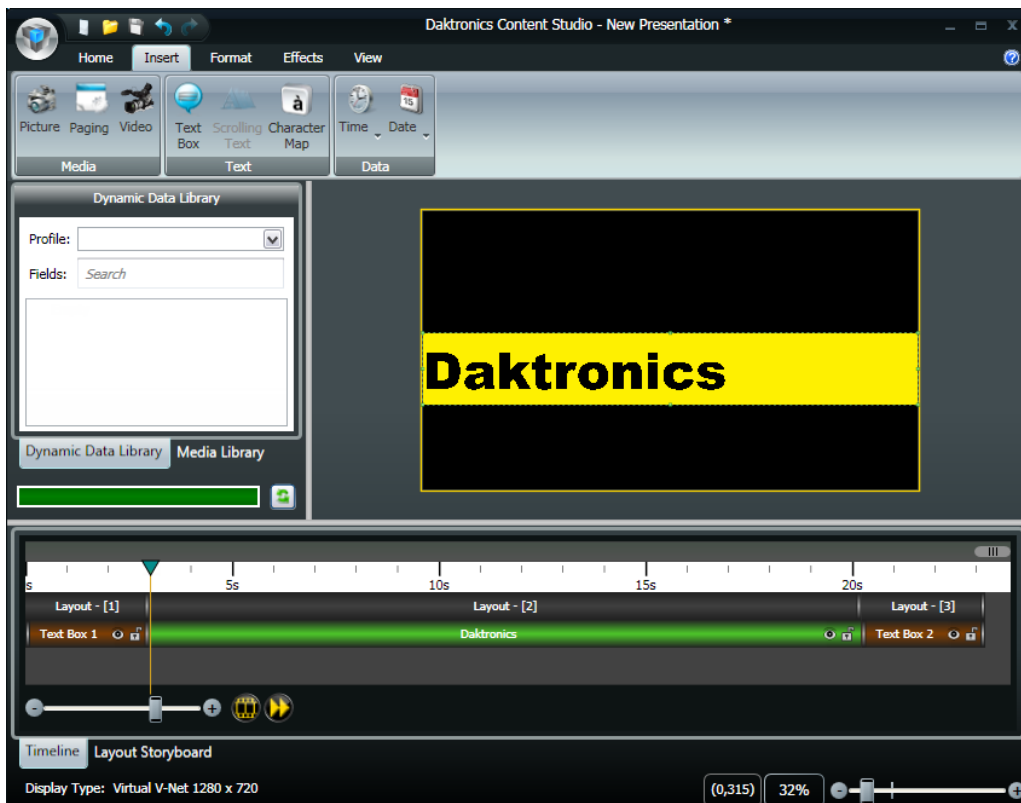 Daktronics Content Studio - New Presentation *
Home Insert Format Effects View
Picture Paging Video Text Box Scrolling Text Character Map Time Date
15
à
Media Text Data
Dynamic Data Library
Profile:
Fields: Search
Daktronics
Dynamic Data Library Media Library
s 5s 10s 15s 20s
Layout - [1] Layout - [2] Layout - [3]
Text Box 1 Daktronics Text Box 2
Timeline Layout Storyboard
Display Type: Virtual V-Net 1280 x 720 (0,315) 32%